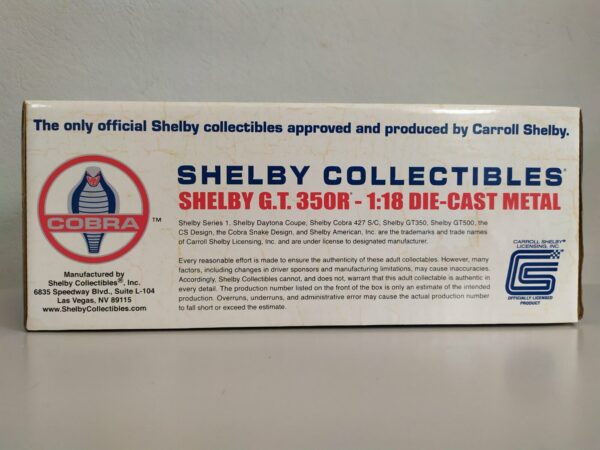 The only official Shelby collectibles approved and produced by Carroll Shelby.
COBRA™
Manufactured by
Shelby Collectibles®, Inc.
6835 Speedway Blvd., Suite L-104
Las Vegas, NV 89115
www.ShelbyCollectibles.com
SHELBY COLLECTIBLES®
SHELBY G.T. 350R® - 1:18 DIE-CAST METAL
Shelby Series 1, Shelby Daytona Coupe, Shelby Cobra 427 S/C, Shelby GT350, Shelby GT500, the
CS Design, the Cobra Snake Design, and Shelby American, Inc. are the trademarks and trade names
of Carroll Shelby Licensing, Inc. and are under license to designated manufacturer.
Every reasonable effort is made to ensure the authenticity of these adult collectables. However, many
factors, including changes in driver sponsors and manufacturing limitations, may cause inaccuracies.
Accordingly, Shelby Collectibles cannot, and does not, warrant that this adult collectable is authentic in
every detail. The production number listed on the front of the box is only an estimate of the intended
production. Overruns, underruns, and administrative error may cause the actual production number
to fall short or exceed the estimate.
CARROLL SHELBY®
LICENSING, INC.
OFFICIALLY LICENSED
PRODUCT